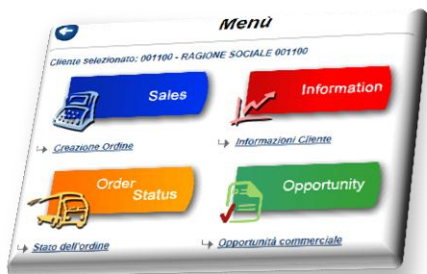 Menù
Cliente selezionato: 001100 - RAGIONE SOCIALE 001100
Sales
Information
Creazione Ordine
Informazioni Cliente
Order
Status
Opportunity
Stato dell'ordine
Opportunità commerciale